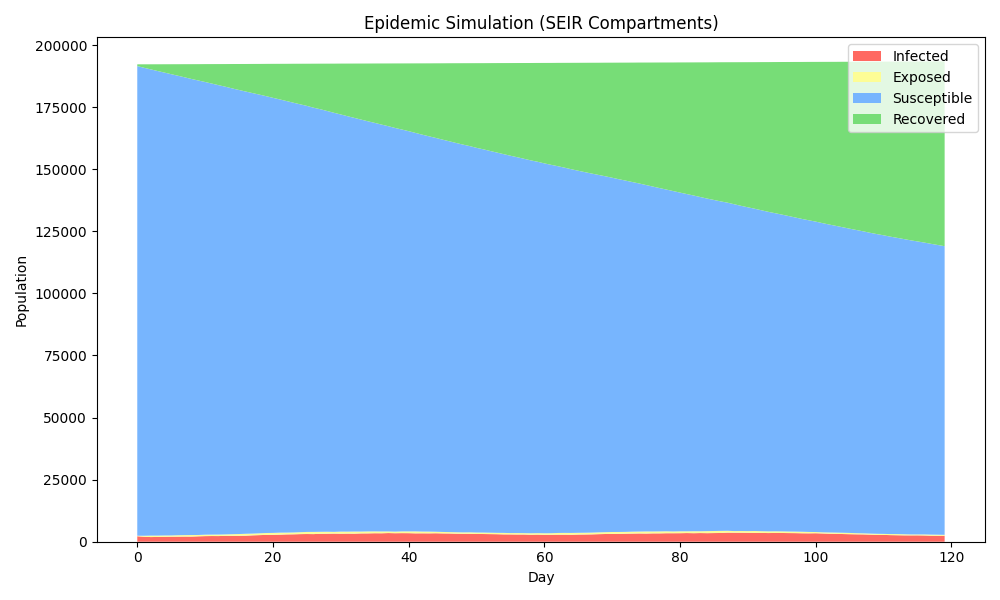 Epidemic Simulation (SEIR Compartments)
200000
175000
150000
125000
100000
75000
50000
25000
0
Population
Infected
Exposed
Susceptible
Recovered
0 20 40 60 80 100 120
Day